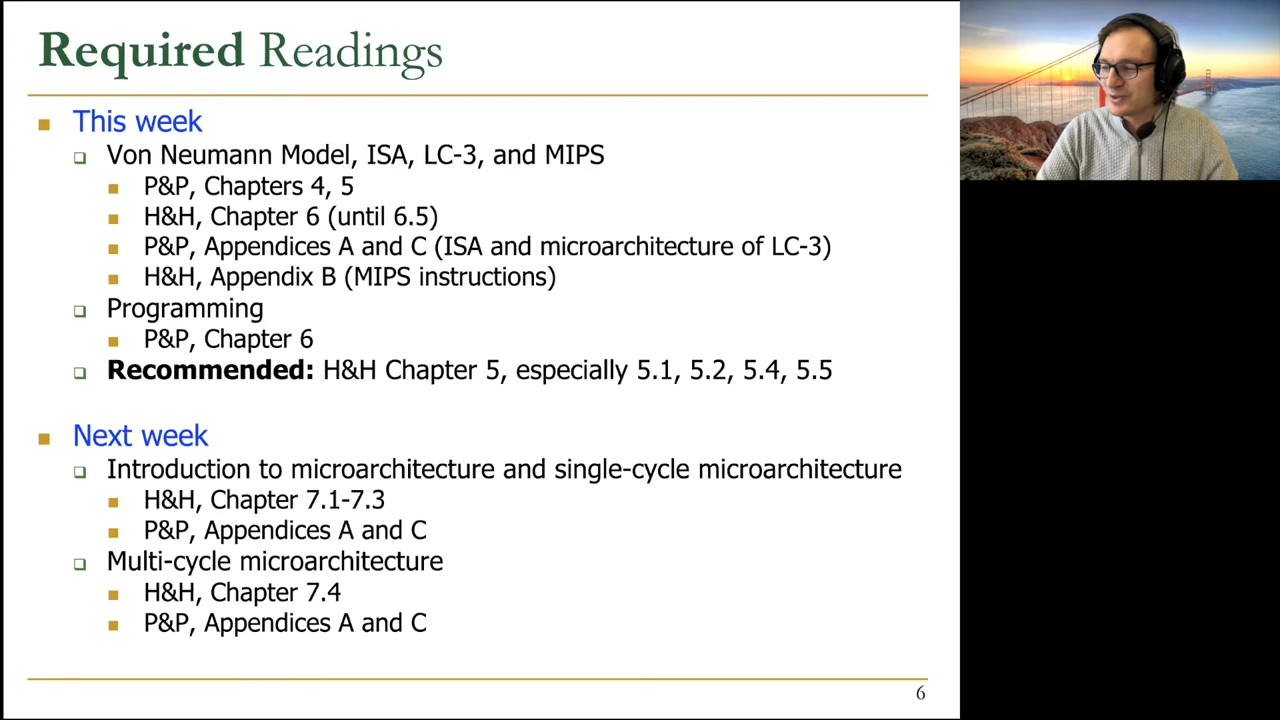 Required Readings
This week
Von Neumann Model, ISA, LC-3, and MIPS
P&P, Chapters 4, 5
H&H, Chapter 6 (until 6.5)
P&P, Appendices A and C (ISA and microarchitecture of LC-3)
H&H, Appendix B (MIPS instructions)
Programming
P&P, Chapter 6
Recommended: H&H Chapter 5, especially 5.1, 5.2, 5.4, 5.5
Next week
Introduction to microarchitecture and single-cycle microarchitecture
H&H, Chapter 7.1-7.3
P&P, Appendices A and C
Multi-cycle microarchitecture
H&H, Chapter 7.4
P&P, Appendices A and C
6